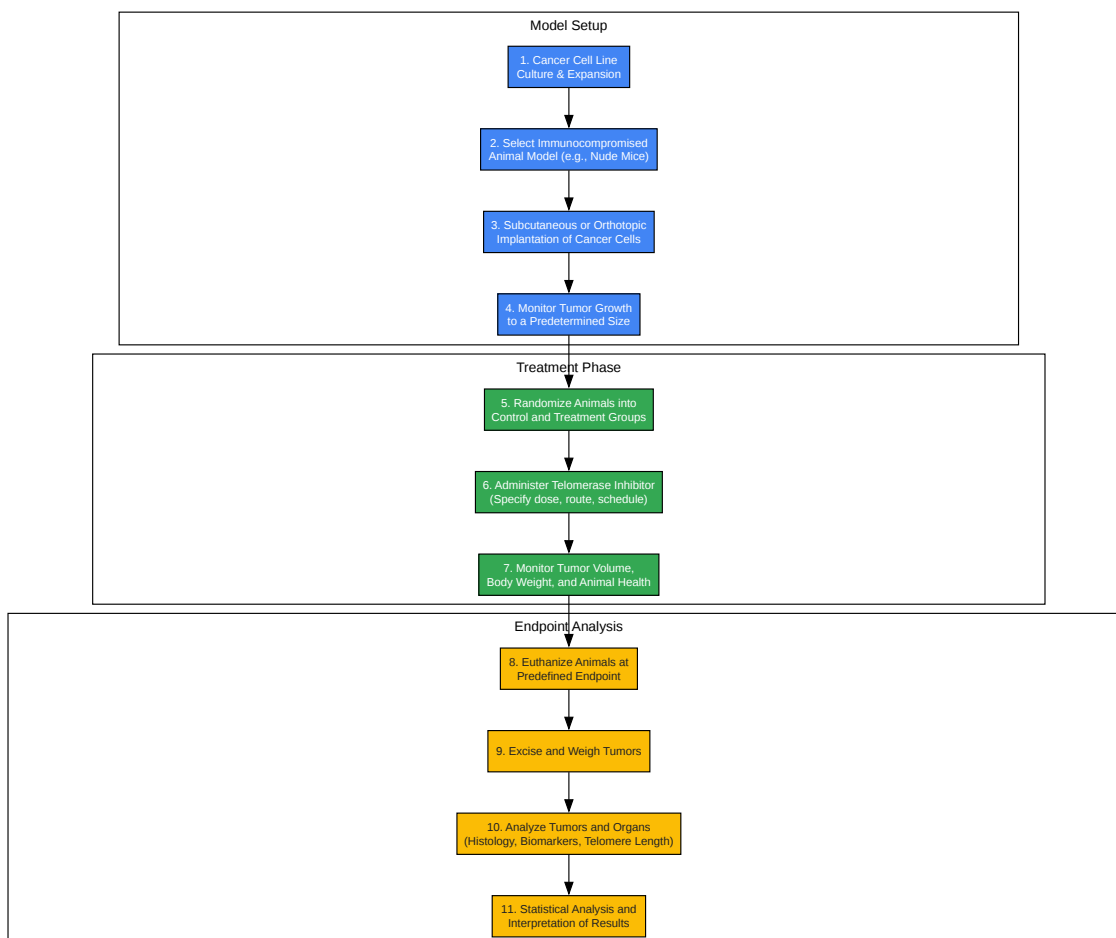 Model Setup
1. Cancer Cell Line
Culture & Expansion
2. Select Immunocompromised
Animal Model (e.g., Nude Mice)
3. Subcutaneous or Orthotopic
Implantation of Cancer Cells
4. Monitor Tumor Growth
to a Predetermined Size
Treatment Phase
5. Randomize Animals into
Control and Treatment Groups
6. Administer Telomerase Inhibitor
(Specify dose, route, schedule)
7. Monitor Tumor Volume,
Body Weight, and Animal Health
Endpoint Analysis
8. Euthanize Animals at
Predefined Endpoint
9. Excise and Weigh Tumors
10. Analyze Tumors and Organs
(Histology, Biomarkers, Telomere Length)
11. Statistical Analysis and
Interpretation of Results